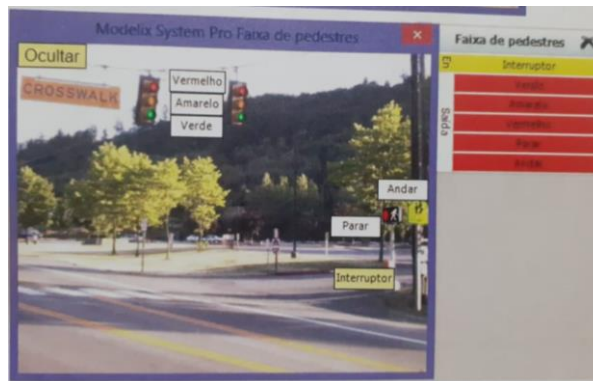 Modelix System Pro Faixa de pedestres
Ocultar
CROSSWALK
Vermelho
Amarelo
Verde
Andar
Parar
Interruptor
Faixa de pedestres
En
Interruptor
Saída
Verde
Amarelo
Vermelho
Parar
Andar